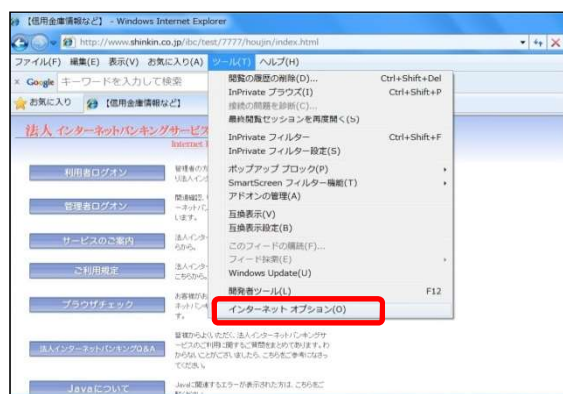 【信用金庫情報など】 - Windows Internet Explorer
http://www.shinkin.co.jp/ibc/test/7777/houjin/index.html
ファイル(F) 編集(E) 表示(V) お気に入り(A) ツール(T) ヘルプ(H)
× Google キーワードを入力して検索
お気に入り 【信用金庫情報など】
閲覧の履歴の削除(D)... Ctrl+Shift+Del
InPrivate ブラウズ(I) Ctrl+Shift+P
接続の問題を診断(C)...
最終閲覧セッションを再度開く(S)
InPrivate フィルター Ctrl+Shift+F
InPrivate フィルター設定(S)
ポップアップ ブロック(P)
SmartScreen フィルター機能(T)
アドオンの管理(A)
互換表示(V)
互換表示設定(B)
このフィードの購読(F)...
フィード探索(E)
Windows Update(U)
開発者ツール(L) F12
インターネット オプション(O)
法人 インターネットバンキングサービス
Internet
利用者ログオン
管理者ログオン
サービスのご案内
ご利用規定
ブラウザチェック
皆様からよくいただく、法人インターネットバンキングサ
ービスのご利用に関するご質問をまとめてあります。わ
からないことがございましたら、こちらをご参考になさっ
てください。
法人インターネットバンキングQ&A
Javaについて
Javaに関連するエラーが表示された方は、こちらをご